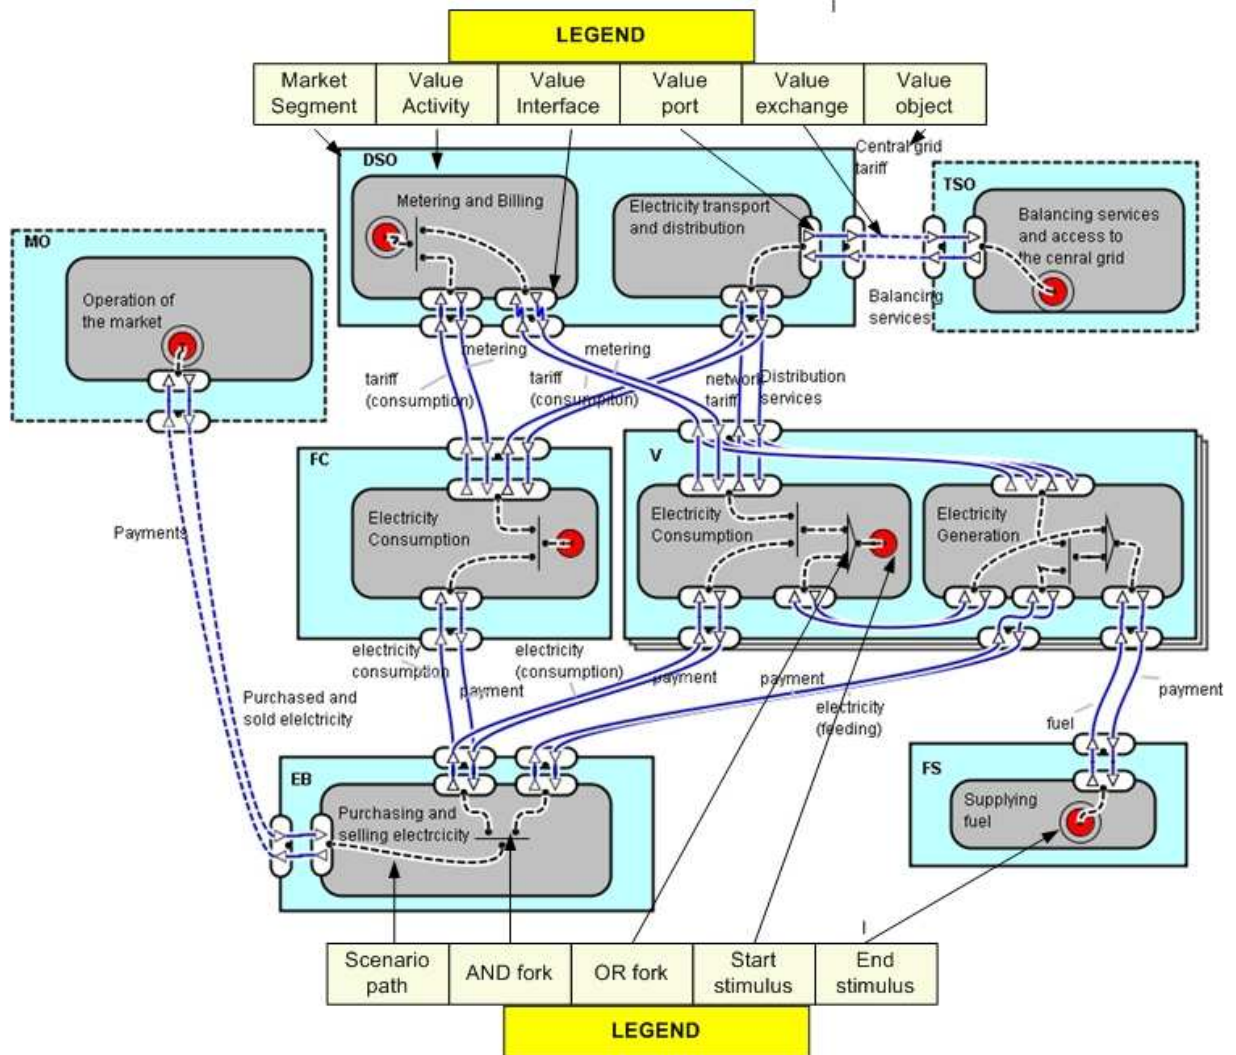 LEGEND
Market
Segment
Value
Activity
Value
Interface
Value
port
Value
exchange
Value
object
DSO
Central grid
tariff
Metering and Billing
Electricity transport
and distribution
TSO
Balancing services
and access to
the cenral grid
MO
Operation of
the market
Balancing
services
metering
metering
tariff
(consumption)
tariff
(consumpiton)
network
tariff
Distribution
services
FC
Electricity
Consumption
V
Electricity
Consumption
Electricity
Generation
Payments
electricity
consumption)
electricity
(consumption)
payment
payment
payment
electricity
(feeding)
payment
fuel
Purchased and
sold elelctricity
EB
Purchasing and
selling electrcicity
FS
Supplying
fuel
Scenario
path
AND fork
OR fork
Start
stimulus
End
stimulus
LEGEND